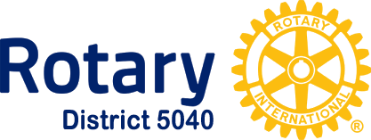 Rotary
District 5040
ROTARY
INTERNATIONAL
®